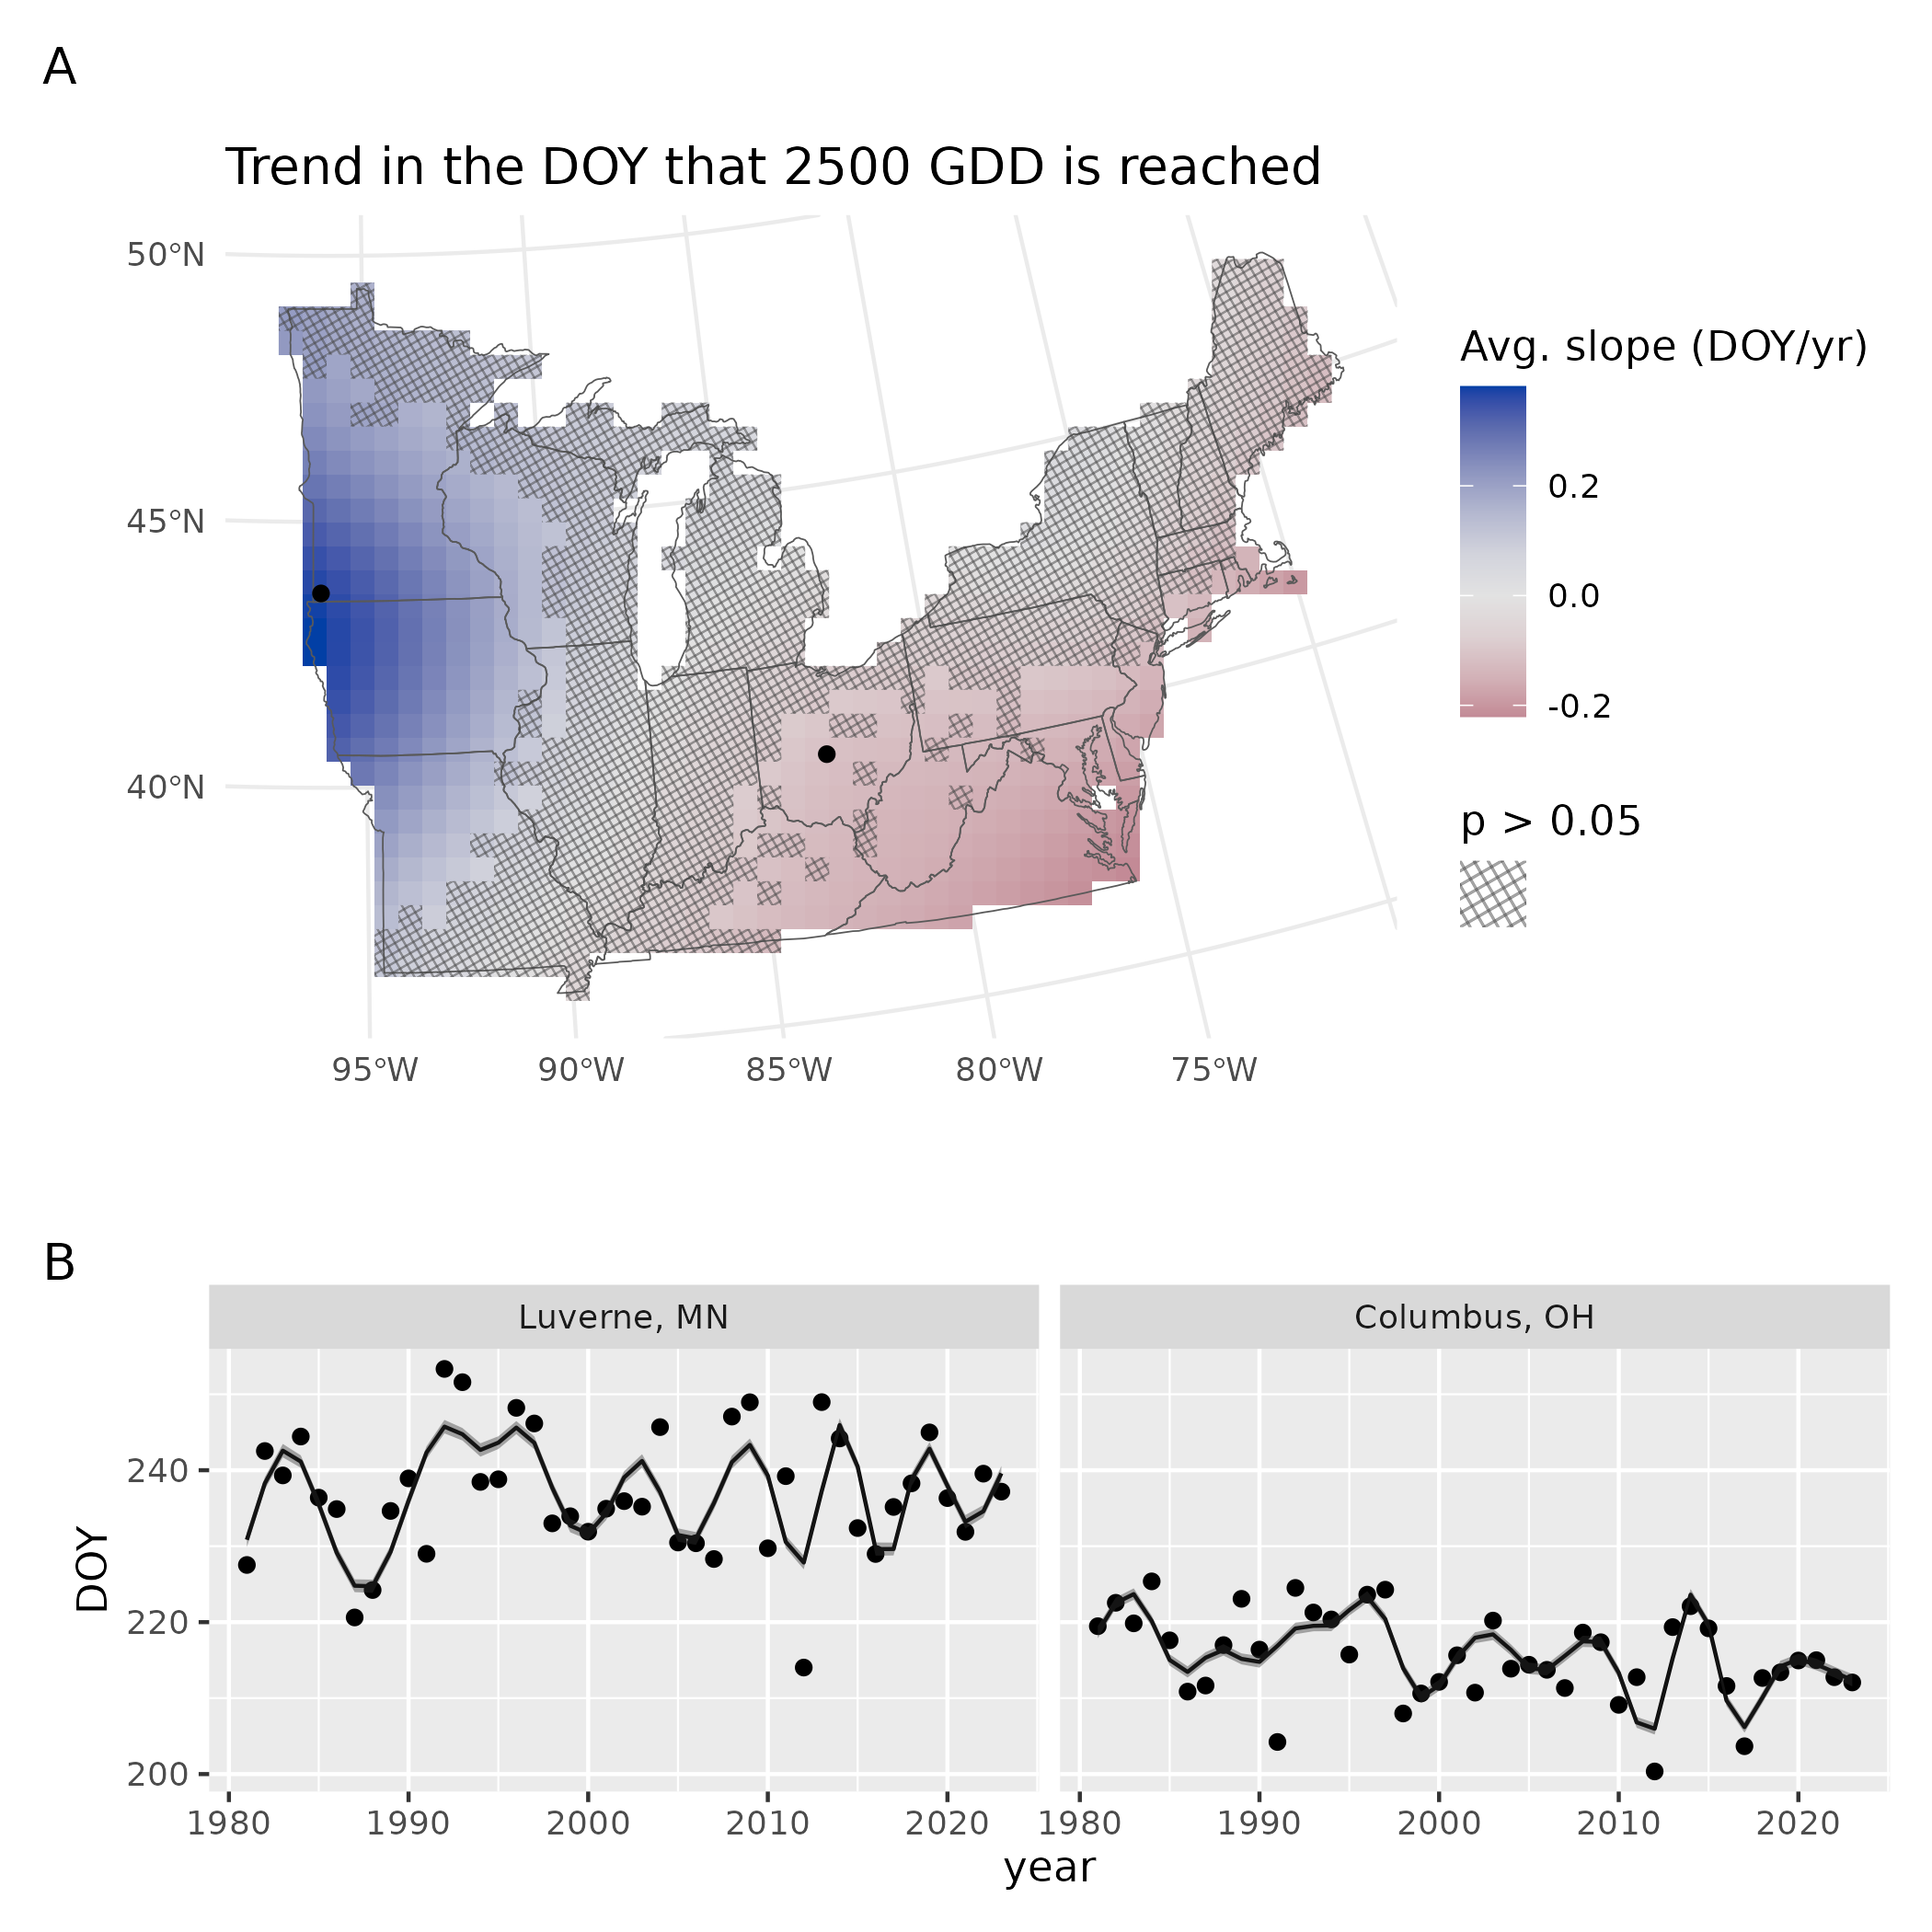 A
Trend in the DOY that 2500 GDD is reached
50°N
45°N
40°N
95°W
90°W
85°W
80°W
75°W
Avg. slope (DOY/yr)
0.2
0.0
-0.2
p > 0.05
B
Luverne, MN
Columbus, OH
DOY
240
220
200
1980
1990
2000
2010
2020
1980
1990
2000
2010
2020
year